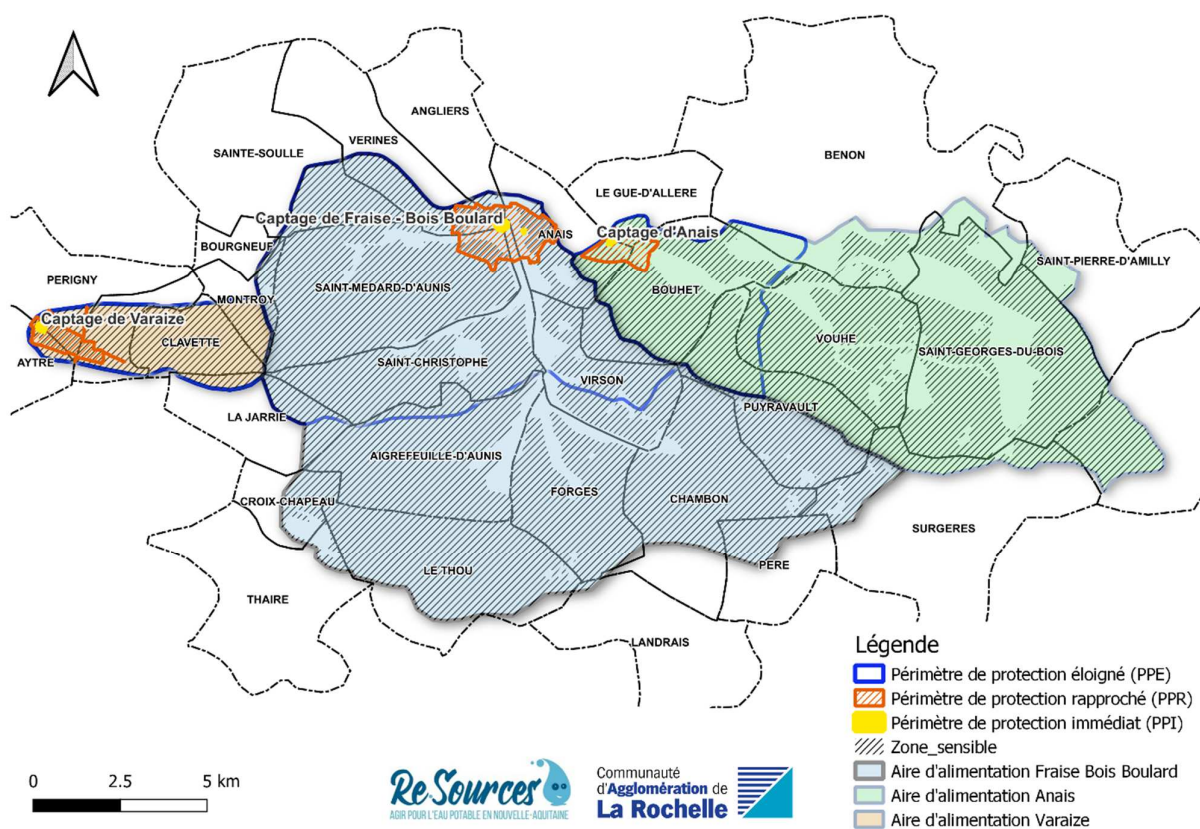 ANGLIERS
VERINES
SAINTE-SOULLE
BENON
LE GUE-D'ALLERE
Captage de Fraise - Bois Boulard
ANAIS
Captage d'Anais
BOURGNEUF
SAINT-PIERRE-D'AMILLY
PERIGNY
SAINT-MEDARD-D'AUNIS
BOUHET
MONTROY
Captage de Varaize
CLAVETTE
VOUHE
SAINT-GEORGES-DU-BOIS
AYTRE
SAINT-CHRISTOPHE
VIRSON
PUYRAVAULT
LA JARRIE
AIGREFEUILLE-D'AUNIS
FORGES
CHAMBON
CROIX-CHAPEAU
SURGERES
LE THOU
PERE
THAIRE
LANDRAIS
Légende
Périmètre de protection éloigné (PPE)
Périmètre de protection rapproché (PPR)
Périmètre de protection immédiat (PPI)
Zone_sensible
Aire d'alimentation Fraise Bois Boulard
Aire d'alimentation Anais
Aire d'alimentation Varaize
0 2.5 5 km
Re.Sources
AGIR POUR L'EAU POTABLE EN NOUVELLE-AQUITAINE
Communauté
d'Agglomération de
La Rochelle